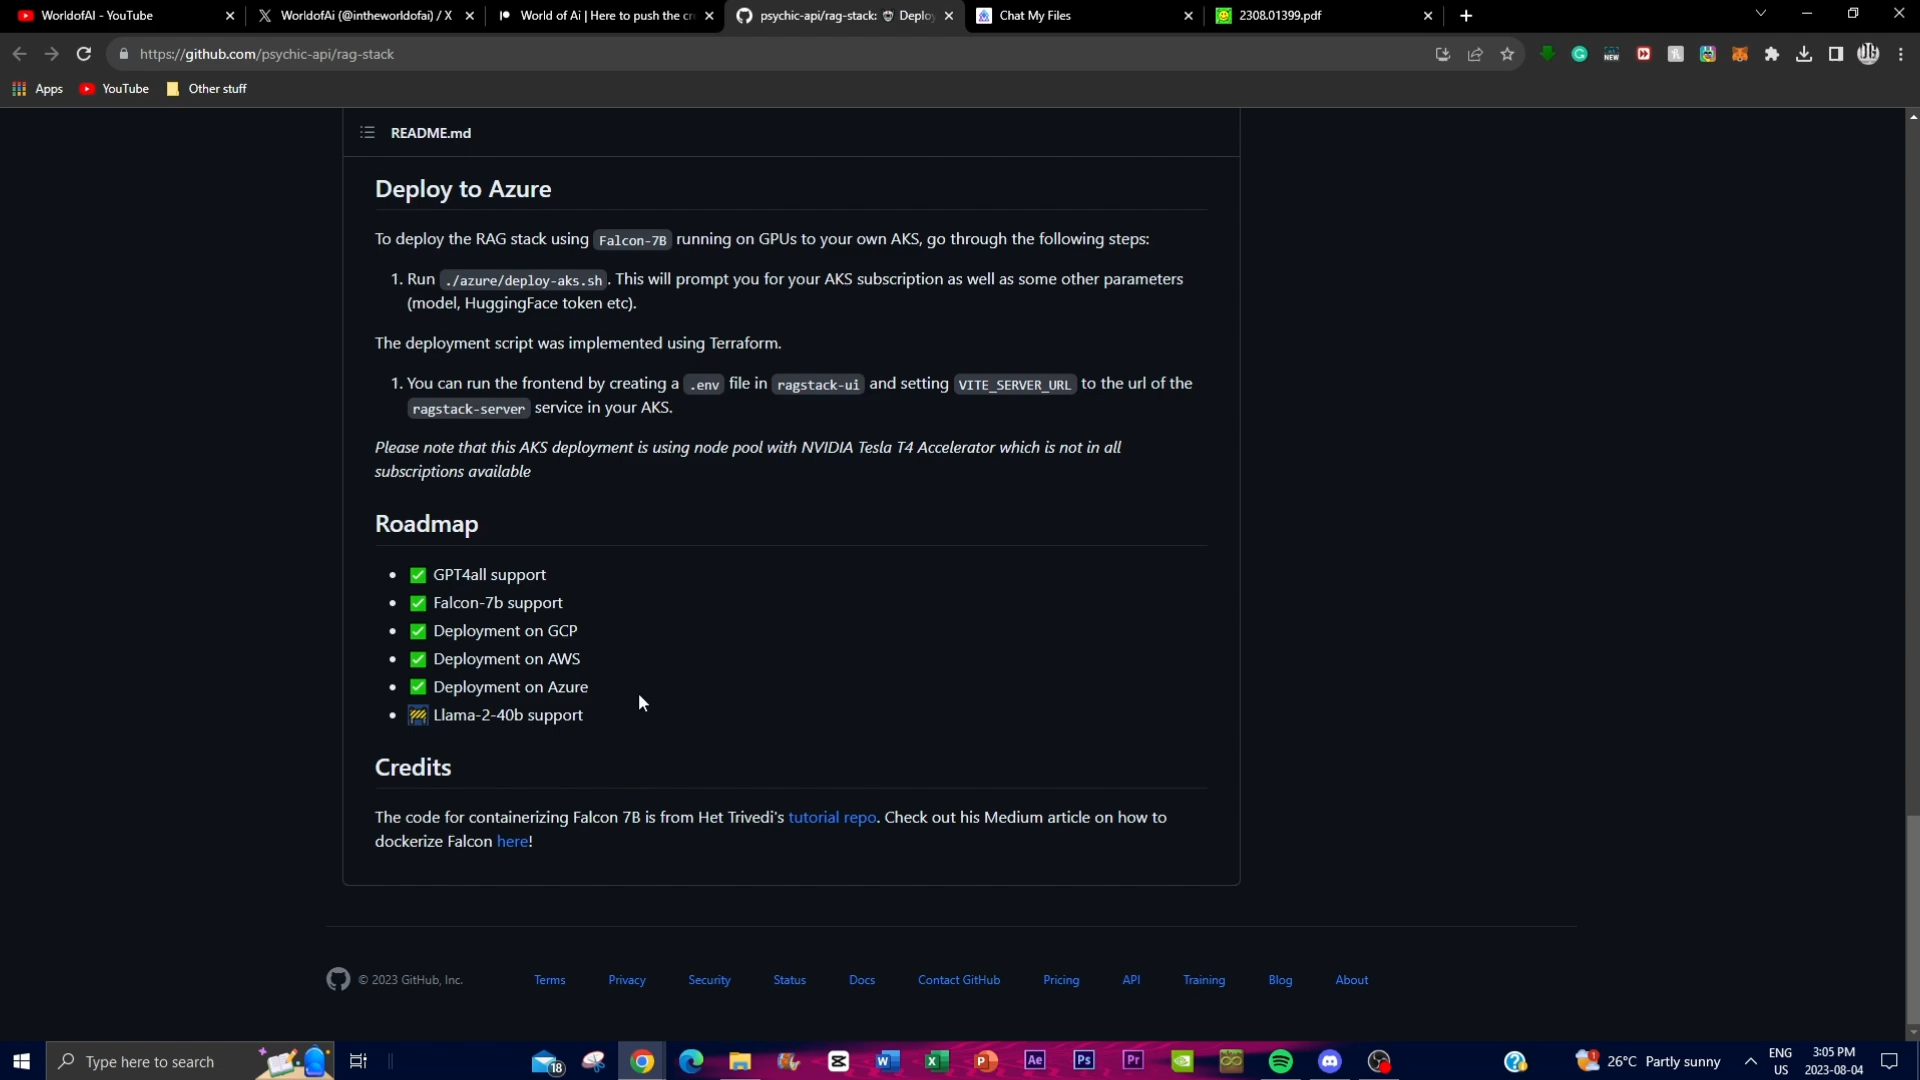 WorldofAI - YouTube
WorldofAi (@intheworldofai) / X
World of Ai | Here to push the cr
psychic-api/rag-stack: 🤖 Deploy
Chat My Files
2308.01399.pdf
https://github.com/psychic-api/rag-stack
NEW
Apps
YouTube
Other stuff
README.md
Deploy to Azure
To deploy the RAG stack using Falcon-7B running on GPUs to your own AKS, go through the following steps:
1. Run ./azure/deploy-aks.sh. This will prompt you for your AKS subscription as well as some other parameters
(model, HuggingFace token etc).
The deployment script was implemented using Terraform.
1. You can run the frontend by creating a .env file in ragstack-ui and setting VITE_SERVER_URL to the url of the
ragstack-server service in your AKS.
Please note that this AKS deployment is using node pool with NVIDIA Tesla T4 Accelerator which is not in all
subscriptions available
Roadmap
• ✅ GPT4all support
• ✅ Falcon-7b support
• ✅ Deployment on GCP
• ✅ Deployment on AWS
• ✅ Deployment on Azure
• 🚧 Llama-2-40b support
Credits
The code for containerizing Falcon 7B is from Het Trivedi's tutorial repo. Check out his Medium article on how to
dockerize Falcon here!
© 2023 GitHub, Inc.
Terms
Privacy
Security
Status
Docs
Contact GitHub
Pricing
API
Training
Blog
About
Type here to search
18
Ae
Ps
Pr
26°C Partly sunny
ENG
US
3:05 PM
2023-08-04